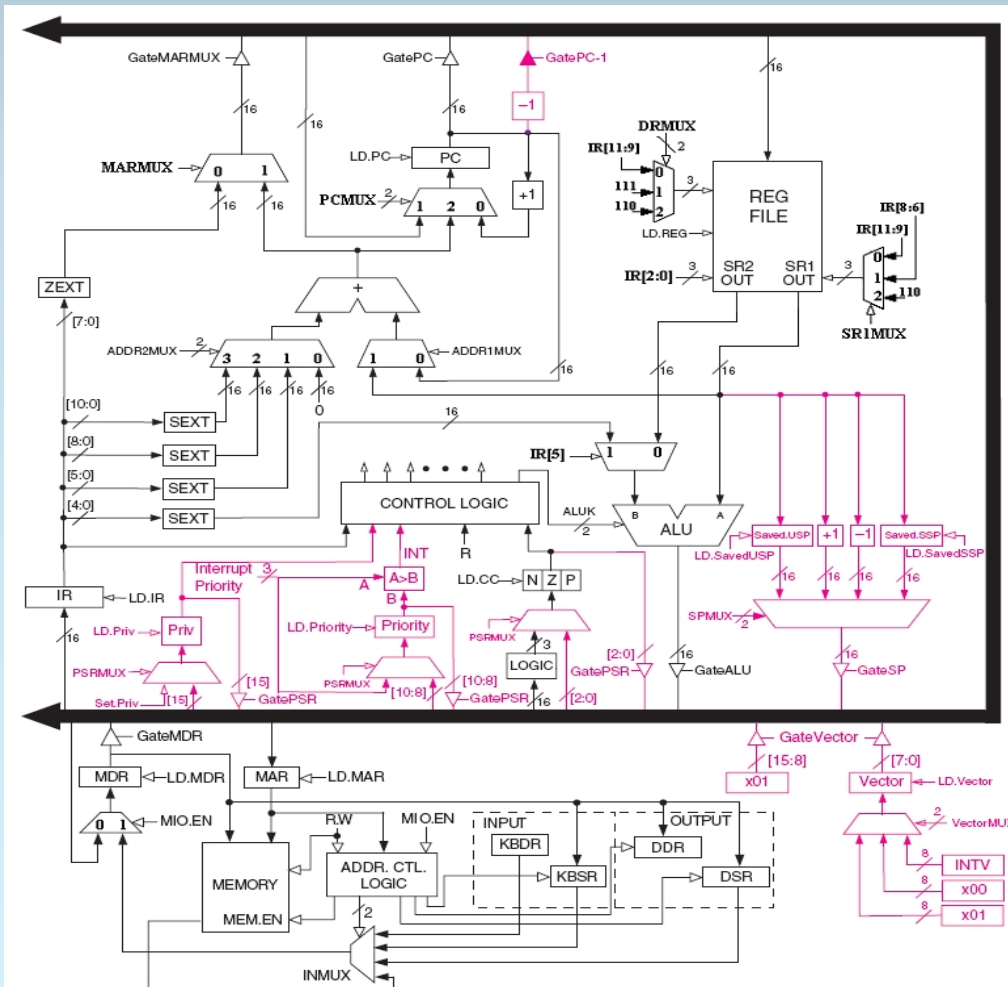 GateMARMUX
GatePC
GatePC-1
16
16
16
16
–1
DRMUX
2
IR[11:9]
111
110
0
1
2
3
REG
FILE
LD.REG
IR[2:0]
3
SR2
OUT
SR1
OUT
3
IR[8:6]
IR[11:9]
0
1
2
110
SR1MUX
MARMUX
0 1
16
16
LD.PC
PC
PCMUX
2
1 2 0
+1
ZEXT
[7:0]
+
ADDR2MUX
2
3 2 1 0
16
16
16
16
0
1 0
ADDR1MUX
16
16
16
[10:0]
SEXT
[8:0]
SEXT
[5:0]
SEXT
[4:0]
SEXT
16
IR[5]
1 0
CONTROL LOGIC
ALUK
2
B
A
ALU
Saved.USP
+1
–1
Saved.SSP
LD.SavedUSP
LD.SavedSSP
16
16
16
16
SPMUX
2
IR
LD.IR
16
Interrupt
Priority
3
INT
A
A>B
B
R
LD.CC
N Z P
LD.Priv
Priv
LD.Priority
Priority
PSRMUX
PSRMUX
PSRMUX
3
LOGIC
16
Set.Priv
[15]
[15]
GatePSR
[10:8]
[10:8]
GatePSR
[2:0]
[2:0]
GatePSR
16
GateALU
16
GateSP
GateMDR
MDR
LD.MDR
0 1
MIO.EN
MAR
LD.MAR
R.W
MIO.EN
MEMORY
MEM.EN
ADDR. CTL.
LOGIC
2
INMUX
INPUT
KBDR
KBSR
OUTPUT
DDR
DSR
GateVector
[15:8]
x01
[7:0]
Vector
LD.Vector
2
VectorMU
8
INTV
8
x00
8
x01